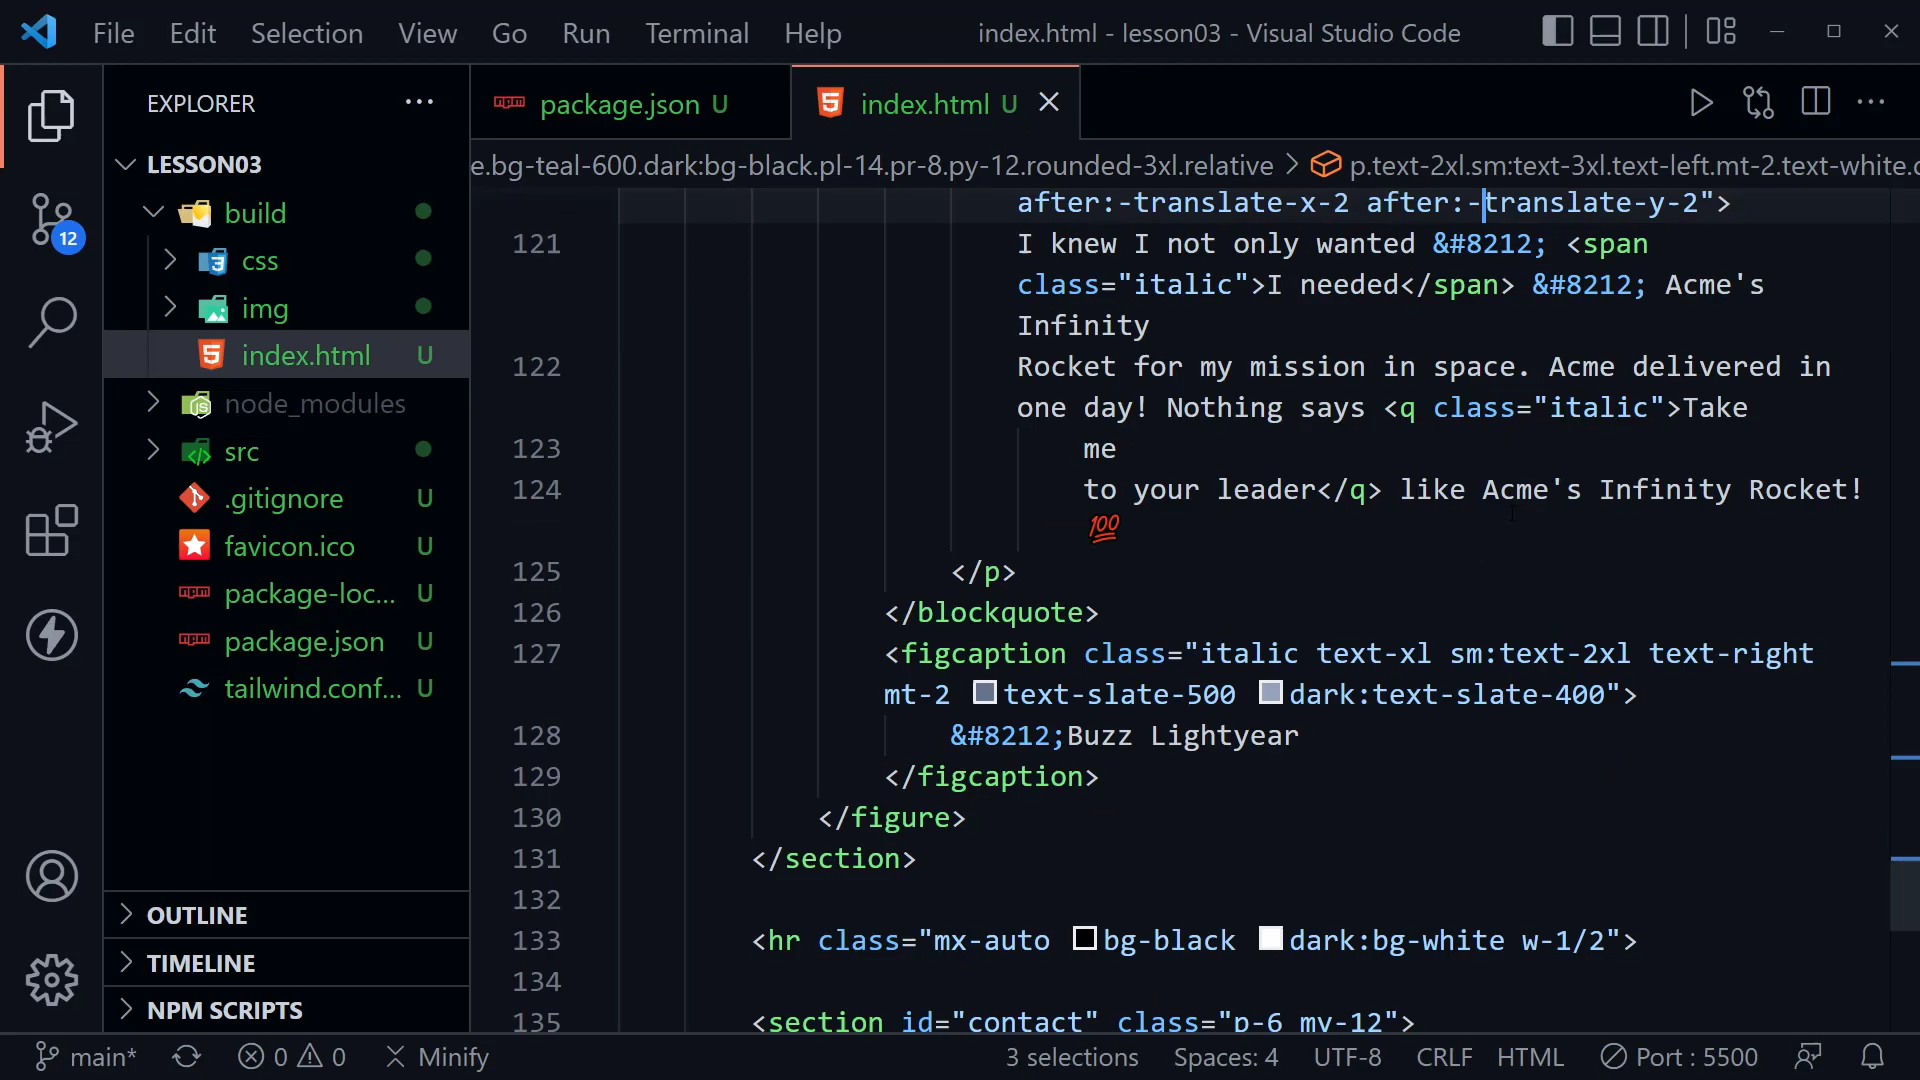 File Edit Selection View Go Run Terminal Help index.html - lesson03 - Visual Studio Code
EXPLORER
package.json U
index.html U
LESSON03
e.bg-teal-600.dark:bg-black.pl-14.pr-8.py-12.rounded-3xl.relative > p.text-2xl.sm:text-3xl.text-left.mt-2.text-white.
build
css
img
index.html U
node_modules
src
.gitignore U
favicon.ico U
package-loc... U
package.json U
tailwind.conf... U
OUTLINE
TIMELINE
NPM SCRIPTS
12
after:-translate-x-2 after:-translate-y-2">
121 I knew I not only wanted &#8212; <span
class="italic">I needed</span> &#8212; Acme's
Infinity
122 Rocket for my mission in space. Acme delivered in
one day! Nothing says <q class="italic">Take
123 me
124 to your leader</q> like Acme's Infinity Rocket!
💯
125 </p>
126 </blockquote>
127 <figcaption class="italic text-xl sm:text-2xl text-right
mt-2 text-slate-500 dark:text-slate-400">
128 &#8212;Buzz Lightyear
129 </figcaption>
130 </figure>
131 </section>
132
133 <hr class="mx-auto bg-black dark:bg-white w-1/2">
134
135 <section id="contact" class="p-6 my-12">
main* 0 0 Minify 3 selections Spaces: 4 UTF-8 CRLF HTML Port : 5500